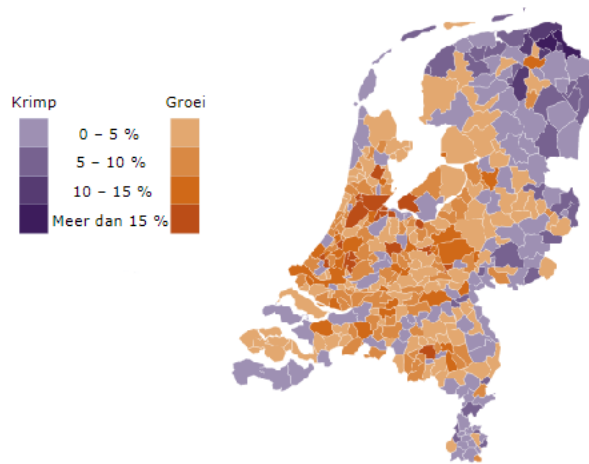 Krimp Groei
0 – 5 %
5 – 10 %
10 – 15 %
Meer dan 15 %